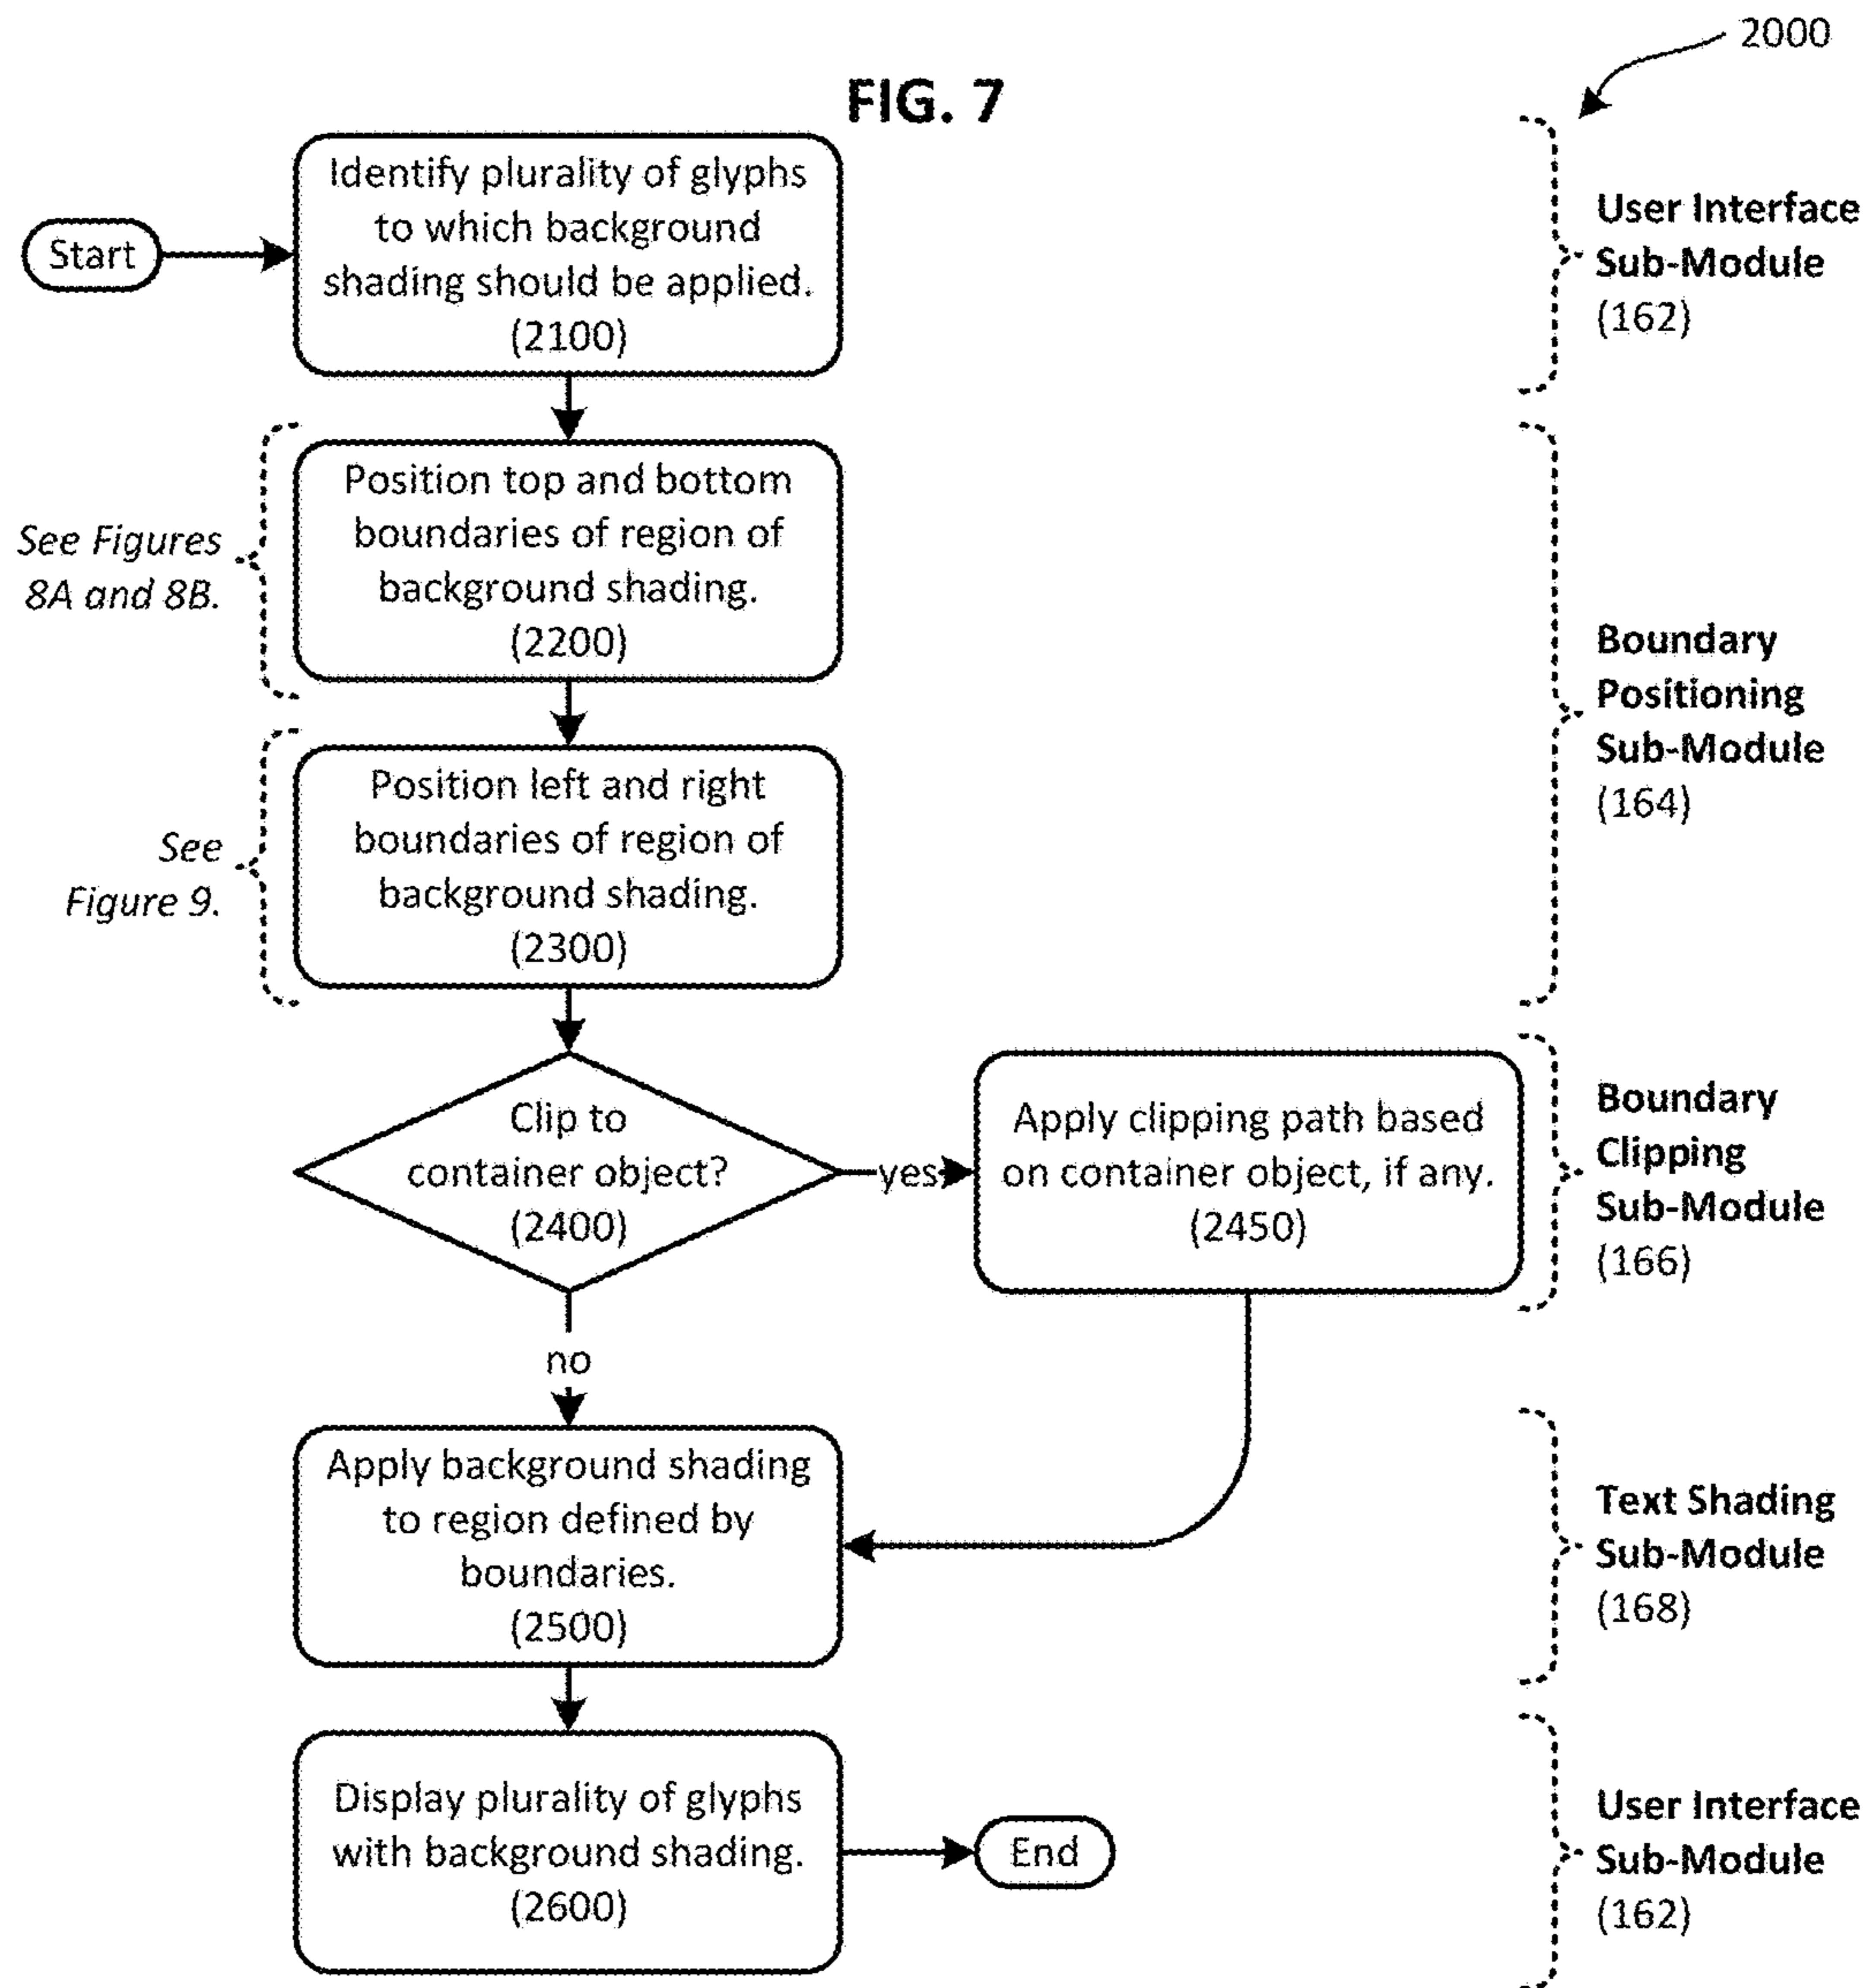 2000
FIG. 7
Start
Identify plurality of glyphs
to which background
shading should be applied.
(2100)
User Interface
Sub-Module
(162)
See Figures
8A and 8B.
Position top and bottom
boundaries of region of
background shading.
(2200)
Boundary
Positioning
Sub-Module
(164)
See
Figure 9.
Position left and right
boundaries of region of
background shading.
(2300)
Clip to
container object?
(2400)
yes
Apply clipping path based
on container object, if any.
(2450)
Boundary
Clipping
Sub-Module
(166)
no
Apply background shading
to region defined by
boundaries.
(2500)
Text Shading
Sub-Module
(168)
Display plurality of glyphs
with background shading.
(2600)
End
User Interface
Sub-Module
(162)